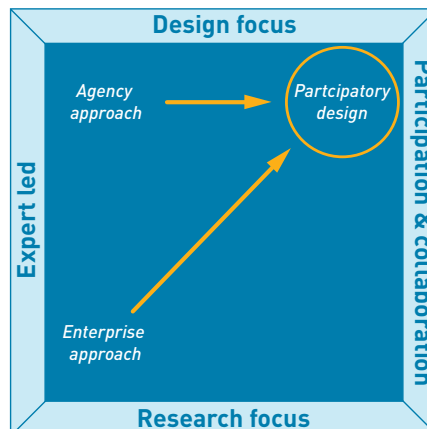 Design focus
Agency
approach
Partcipatory
design
Expert led
Participation & collaboration
Enterprise
approach
Research focus